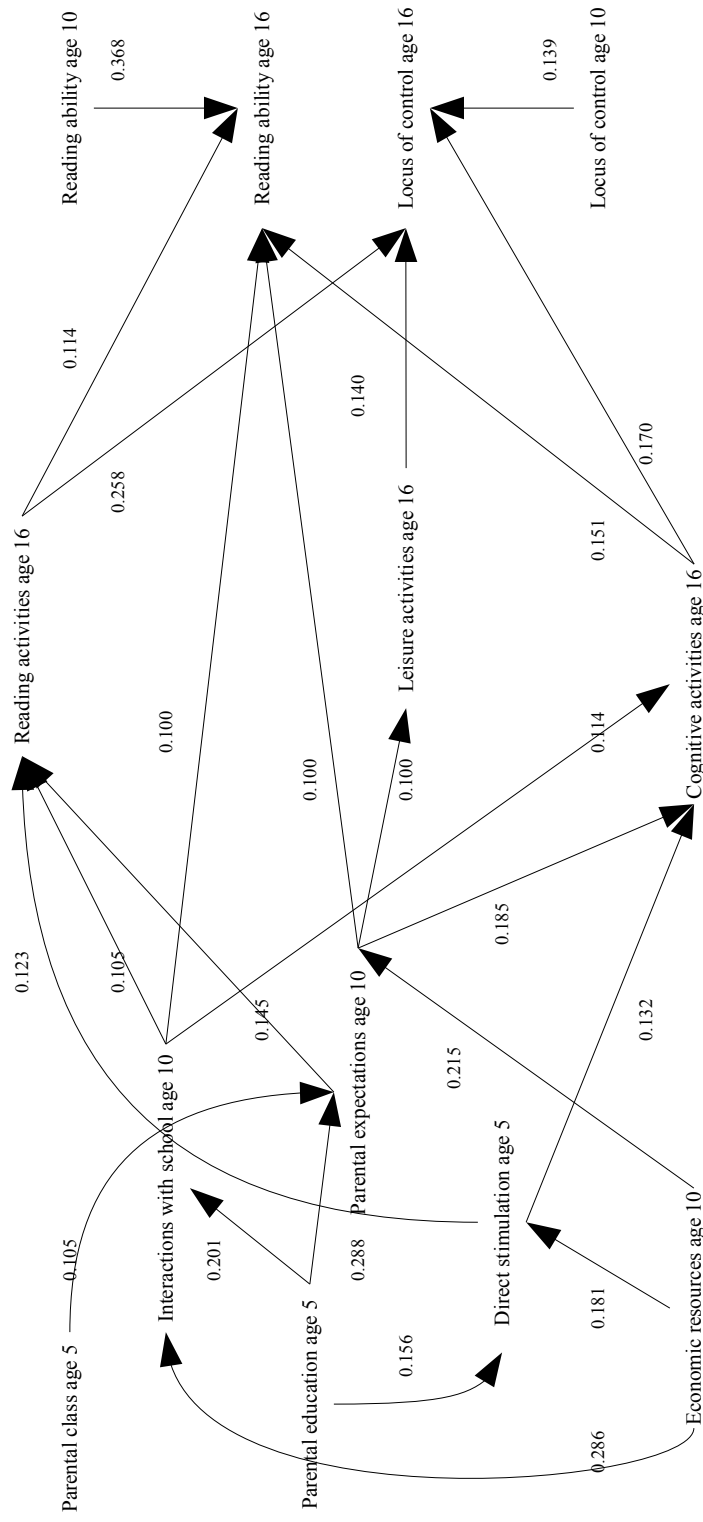 Parental class age 5
0.105
Parental education age 5
0.201
0.288
0.156
Economic resources age 10
0.286
0.181
0.215
Interactions with school age 10
0.105
0.100
0.114
Parental expectations age 10
0.145
0.100
0.100
0.185
Direct stimulation age 5
0.123
0.132
Reading activities age 16
0.114
0.258
Leisure activities age 16
0.140
Cognitive activities age 16
0.151
0.170
Reading ability age 10
0.368
Reading ability age 16
Locus of control age 16
0.139
Locus of control age 10